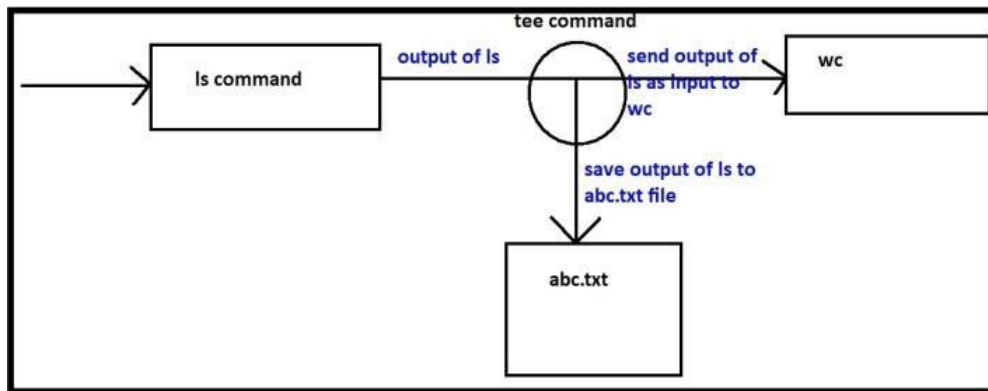 tee command
ls command
output of ls
send output of
ls as input to
wc
wc
save output of ls to
abc.txt file
abc.txt